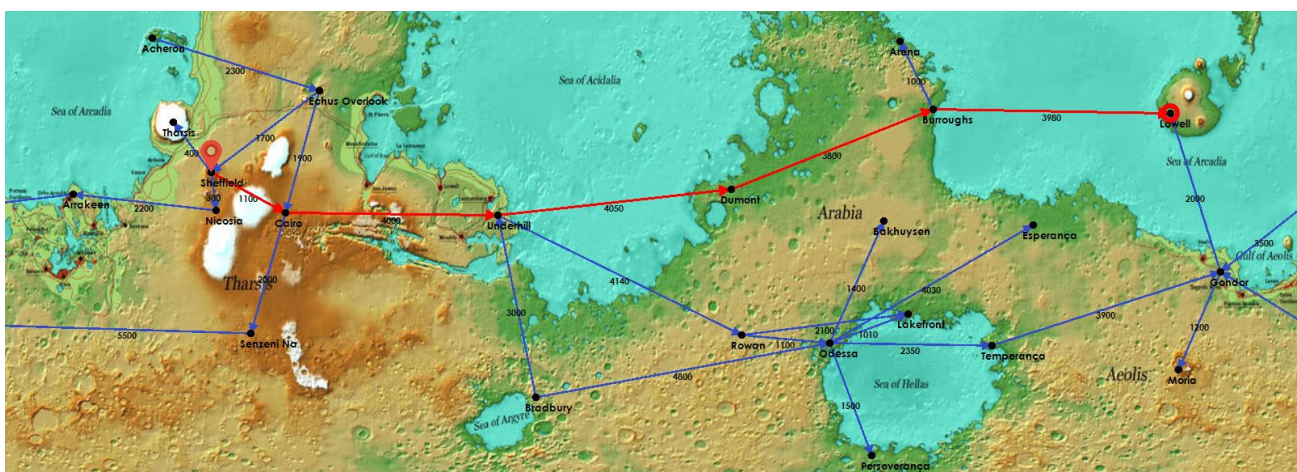 Arena
Acheron
2300
Sea of Acidalia
1000
Echus Overlook
Sea of Arcadia
Burroughs
3980
Lowell
Tharsis
1700
400
1900
3800
Sea of Arcadia
Sheffield
1100
Lowell
Arrakeen
2200
Nicosia
Cairo
4000
Underhill
4050
Dumont
Arabia
Bakhuysen
Esperança
2000
3500
Gulf of Aeolis
Gondor
Tharsis
2000
4140
1400
4030
3000
Lakefront
3900
1200
5500
Senzeni Na
Rowan
1100
2100
1010
Odessa
2350
Temperança
4800
Sea of Hellas
Aeolis
Moria
Bradbury
Sea of Argyre
1500
Perseverança